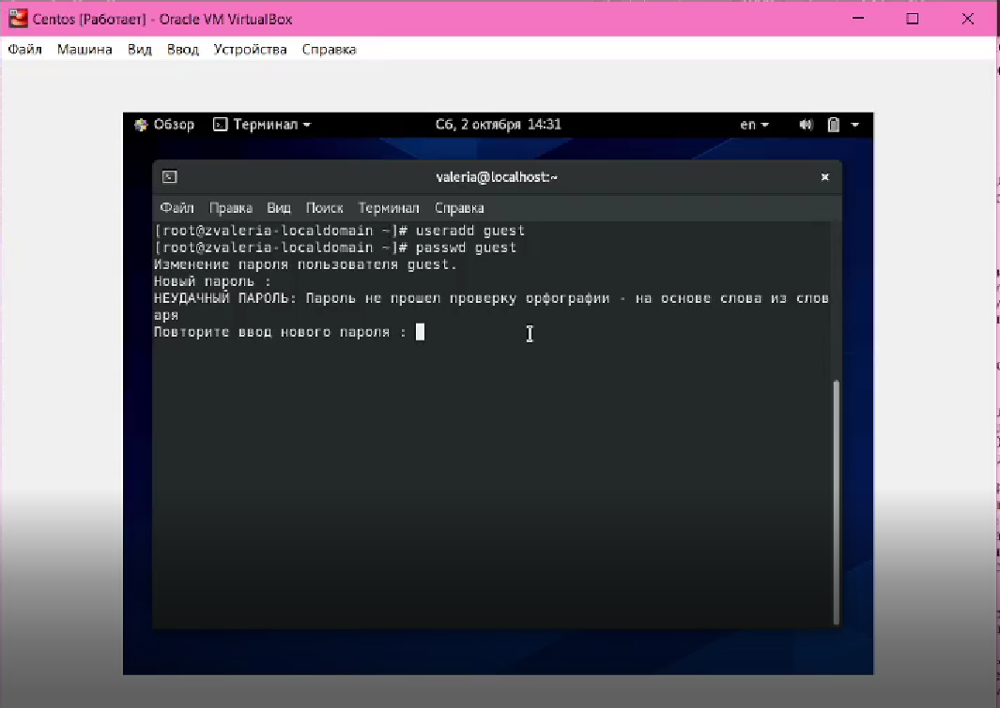 Centos [Работает] - Oracle VM VirtualBox
Файл Машина Вид Ввод Устройства Справка
Обзор Терминал Сб, 2 октября 14:31 en
valeria@localhost:~
Файл Правка Вид Поиск Терминал Справка
[root@zvaleria-localdomain ~]# useradd guest
[root@zvaleria-localdomain ~]# passwd guest
Изменение пароля пользователя guest.
Новый пароль :
НЕУДАЧНЫЙ ПАРОЛЬ: Пароль не прошел проверку орфографии - на основе слова из слов
аря
Повторите ввод нового пароля :